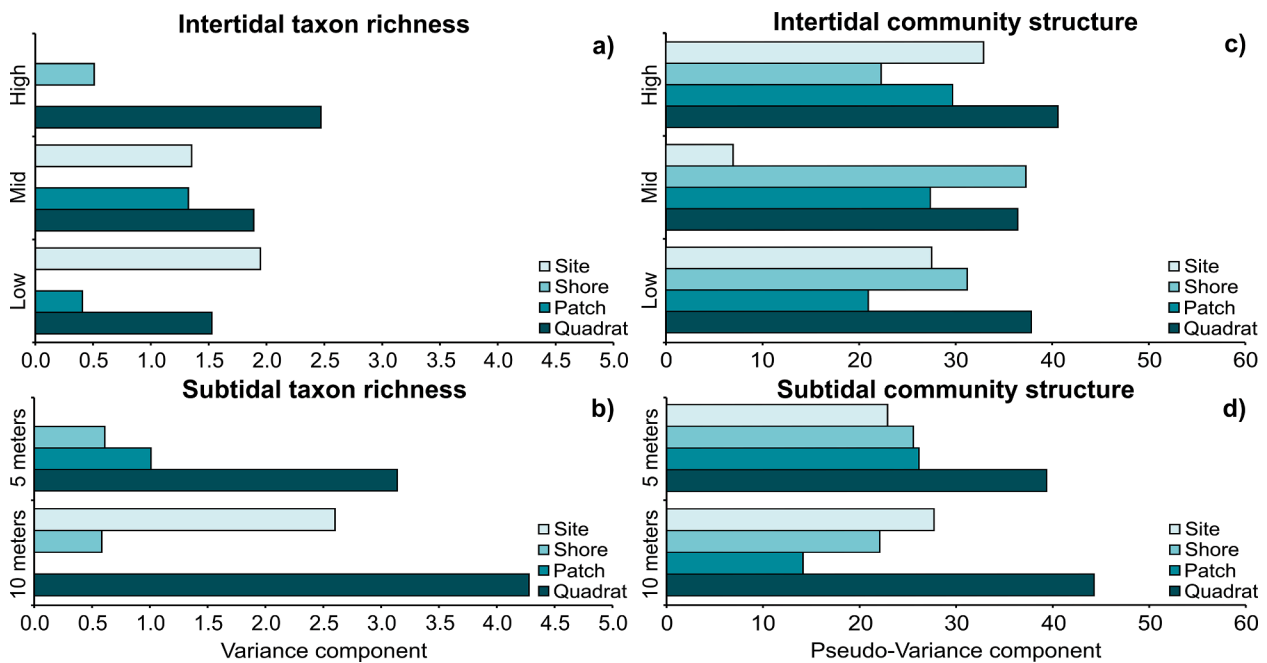 Intertidal taxon richness
a)
High
Mid
Low
Site
Shore
Patch
Quadrat
0.0 0.5 1.0 1.5 2.0 2.5 3.0 3.5 4.0 4.5 5.0
Intertidal community structure
c)
High
Mid
Low
Site
Shore
Patch
Quadrat
0 10 20 30 40 50 60
Subtidal taxon richness
b)
5 meters
10 meters
Site
Shore
Patch
Quadrat
0.0 0.5 1.0 1.5 2.0 2.5 3.0 3.5 4.0 4.5 5.0
Variance component
Subtidal community structure
d)
5 meters
10 meters
Site
Shore
Patch
Quadrat
0 10 20 30 40 50 60
Pseudo-Variance component